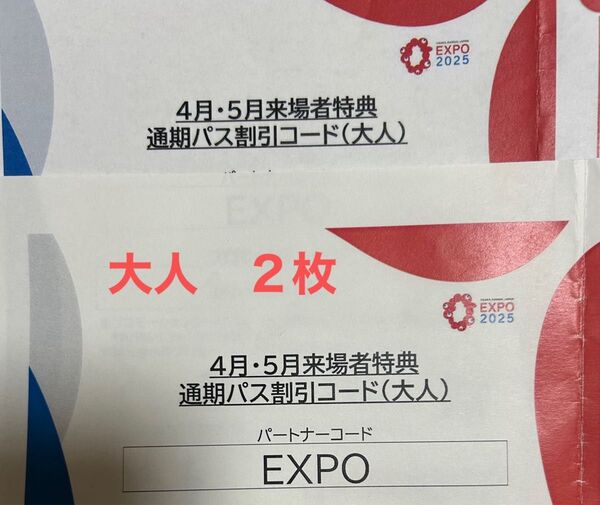 EXPO
2025
4月・5月来場者特典
通期パス割引コード(大人)
大人 2枚
EXPO
2025
4月・5月来場者特典
通期パス割引コード(大人)
パートナーコード
EXPO